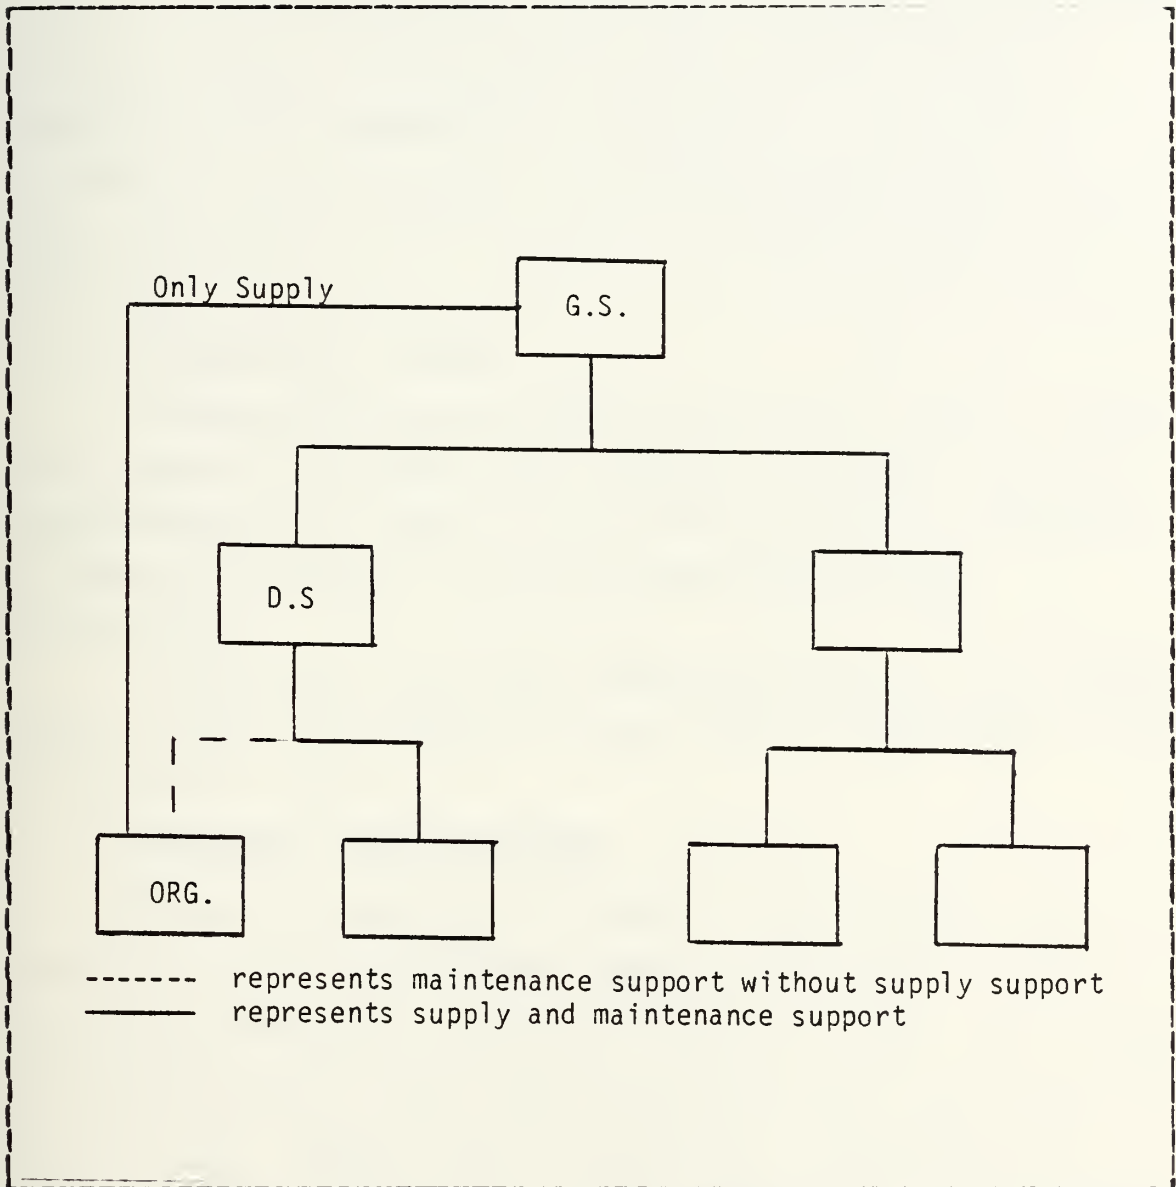 Only Supply
G.S.
D.S
ORG.
represents maintenance support without supply support
represents supply and maintenance support